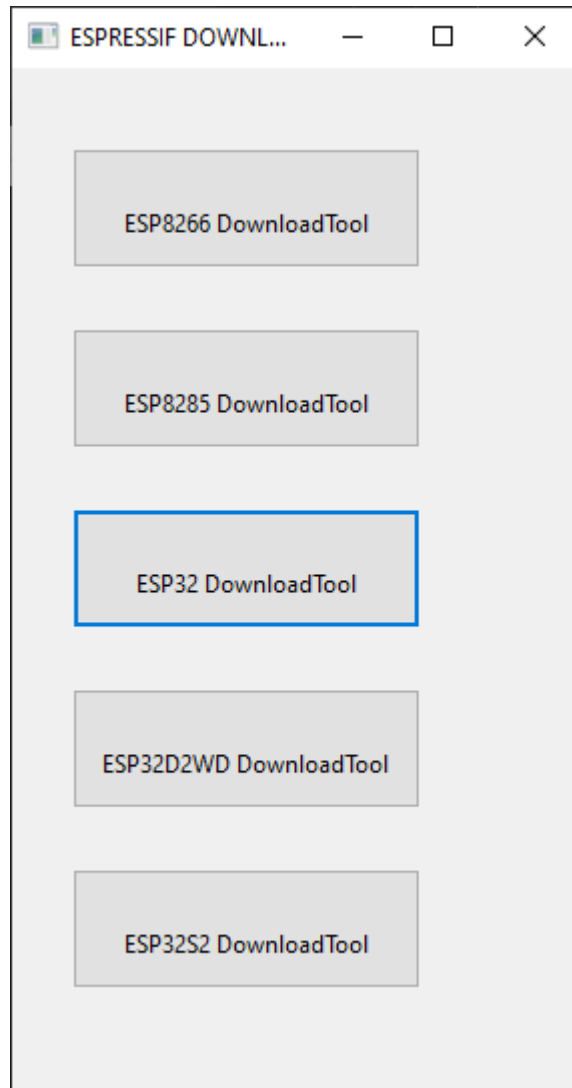 ESPRESSIF DOWNL...
ESP8266 DownloadTool
ESP8285 DownloadTool
ESP32 DownloadTool
ESP32D2WD DownloadTool
ESP32S2 DownloadTool